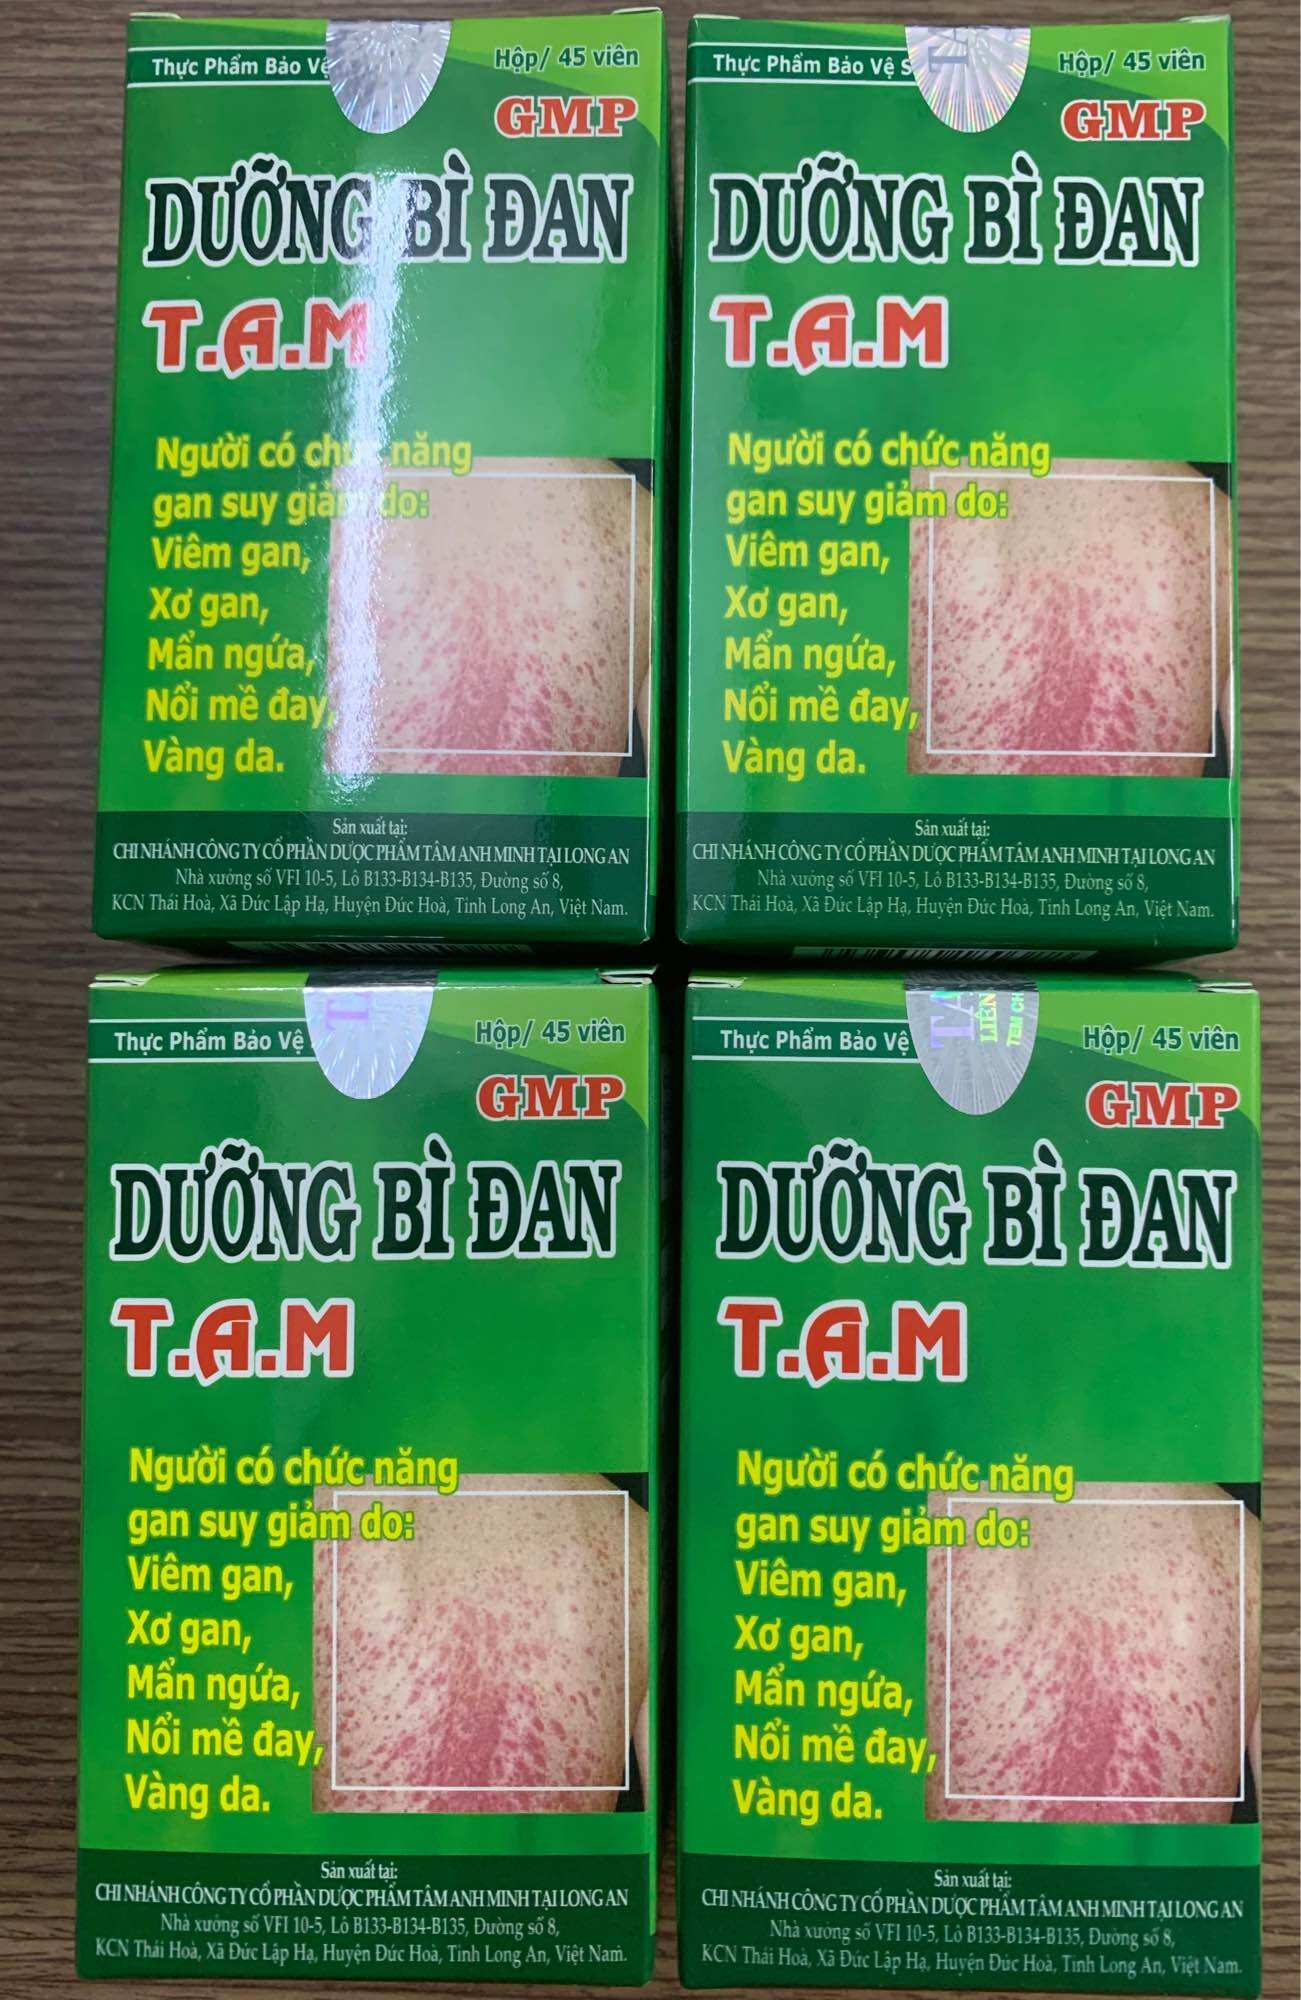 Thực Phẩm Bảo Vệ
Hộp/ 45 viên
GMP
DƯỠNG BÌ ĐAN
T.A.M
Người có chức năng
gan suy giảm do:
Viêm gan,
Xơ gan,
Mẩn ngứa,
Nổi mề đay,
Vàng da.
Sản xuất tại:
CHI NHÁNH CÔNG TY CỔ PHẦN DƯỢC PHẨM TÂM ANH MINH TẠI LONG AN
Nhà xưởng số VFI 10-5, Lô B133-B134-B135, Đường số 8,
KCN Thái Hoà, Xã Đức Lập Hạ, Huyện Đức Hoà, Tỉnh Long An, Việt Nam.
Thực Phẩm Bảo Vệ S
TA
Hộp/ 45 viên
GMP
DƯỠNG BÌ ĐAN
T.A.M
Người có chức năng
gan suy giảm do:
Viêm gan,
Xơ gan,
Mẩn ngứa,
Nổi mề đay,
Vàng da.
Sản xuất tại:
CHI NHÁNH CÔNG TY CỔ PHẦN DƯỢC PHẨM TÂM ANH MINH TẠI LONG AN
Nhà xưởng số VFI 10-5, Lô B133-B134-B135, Đường số 8,
KCN Thái Hoà, Xã Đức Lập Hạ, Huyện Đức Hoà, Tỉnh Long An, Việt Nam.
Thực Phẩm Bảo Vệ
T
Hộp/ 45 viên
GMP
DƯỠNG BÌ ĐAN
T.A.M
Người có chức năng
gan suy giảm do:
Viêm gan,
Xơ gan,
Mẩn ngứa,
Nổi mề đay,
Vàng da.
Sản xuất tại:
CHI NHÁNH CÔNG TY CỔ PHẦN DƯỢC PHẨM TÂM ANH MINH TẠI LONG AN
Nhà xưởng số VFI 10-5, Lô B133-B134-B135, Đường số 8,
KCN Thái Hoà, Xã Đức Lập Hạ, Huyện Đức Hoà, Tỉnh Long An, Việt Nam.
Thực Phẩm Bảo Vệ
TA
LIÊN
TEM CH
Hộp/ 45 viên
GMP
DƯỠNG BÌ ĐAN
T.A.M
Người có chức năng
gan suy giảm do:
Viêm gan,
Xơ gan,
Mẩn ngứa,
Nổi mề đay,
Vàng da.
Sản xuất tại:
CHI NHÁNH CÔNG TY CỔ PHẦN DƯỢC PHẨM TÂM ANH MINH TẠI LONG AN
Nhà xưởng số VFI 10-5, Lô B133-B134-B135, Đường số 8,
KCN Thái Hoà, Xã Đức Lập Hạ, Huyện Đức Hoà, Tỉnh Long An, Việt Nam.